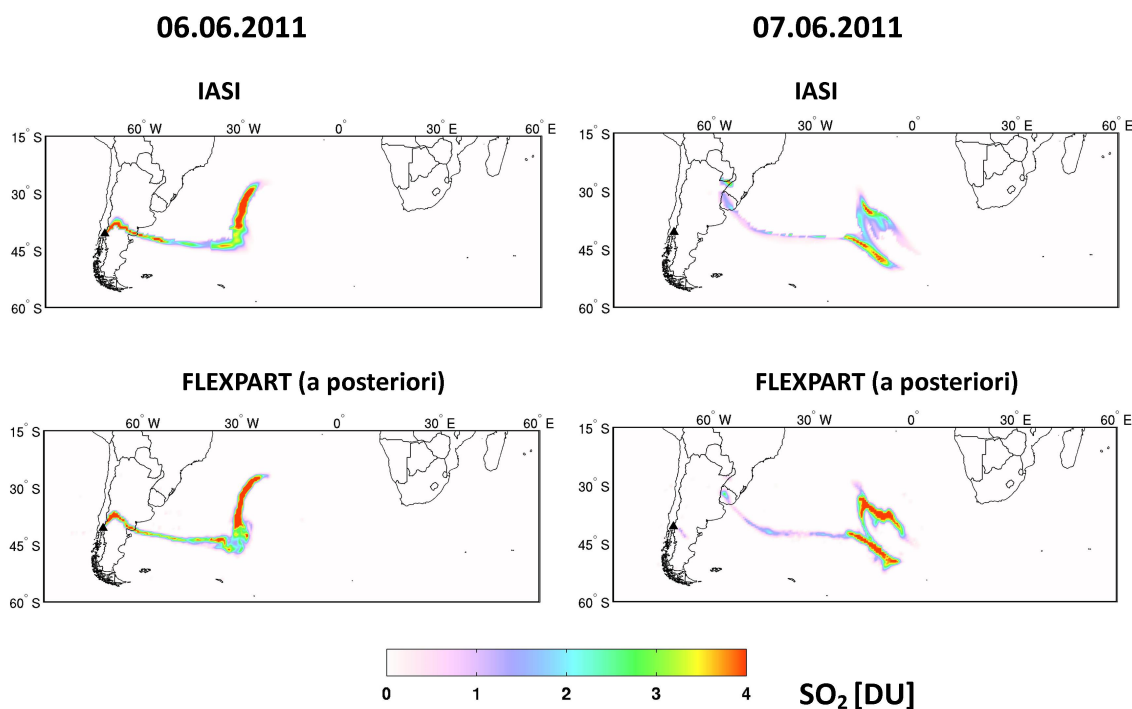 06.06.2011
07.06.2011
IASI
IASI
60° W 30° W 0° 30° E 60° E
15° S
30° S
45° S
60° S
60° W 30° W 0° 30° E 60° E
15° S
30° S
45° S
60° S
FLEXPART (a posteriori)
FLEXPART (a posteriori)
60° W 30° W 0° 30° E 60° E
15° S
30° S
45° S
60° S
60° W 30° W 0° 30° E 60° E
15° S
30° S
45° S
60° S
0 1 2 3 4
SO₂ [DU]